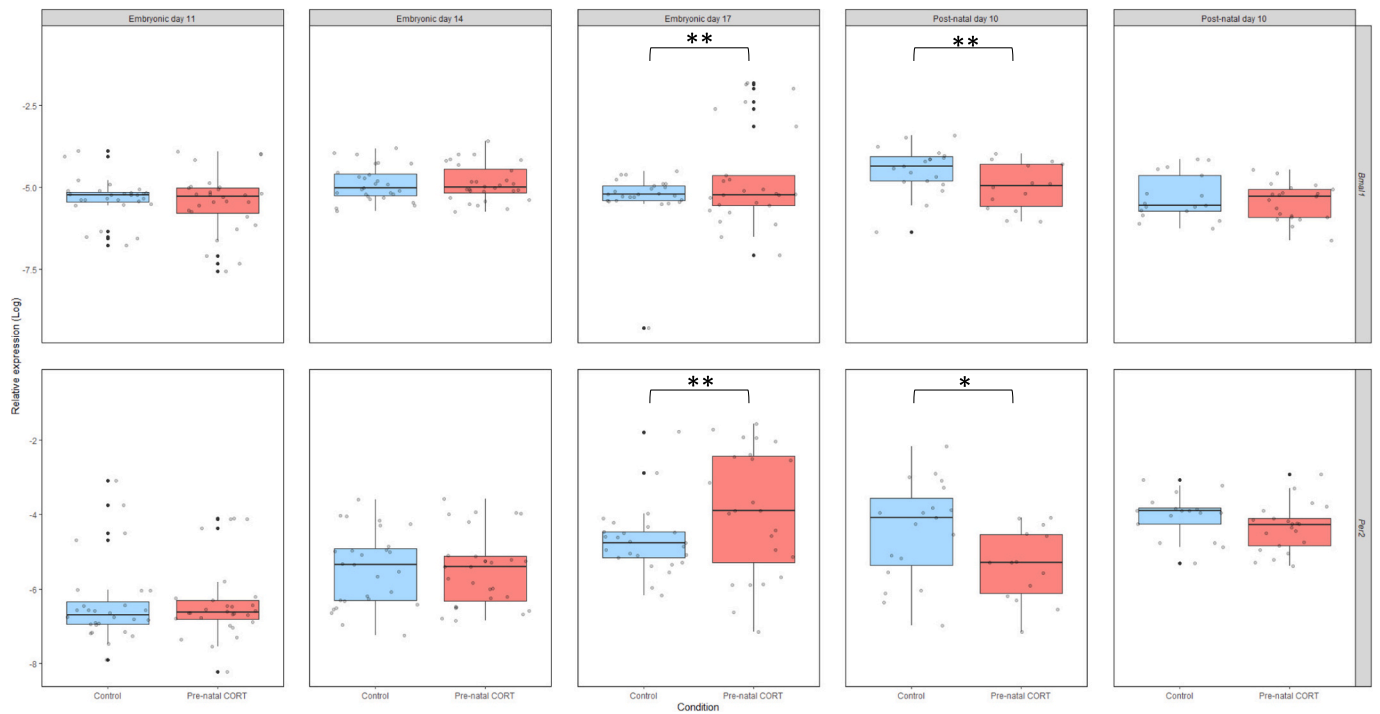 Embryonic day 11
Embryonic day 14
Embryonic day 17
Post-natal day 10
Post-natal day 10
**
**
-2.5
-5.0
-7.5
Bmal1
Relative expression (Log)
**
*
-2
-4
-6
-8
Per2
Control
Pre-natal CORT
Control
Pre-natal CORT
Control
Pre-natal CORT
Control
Pre-natal CORT
Control
Pre-natal CORT
Condition